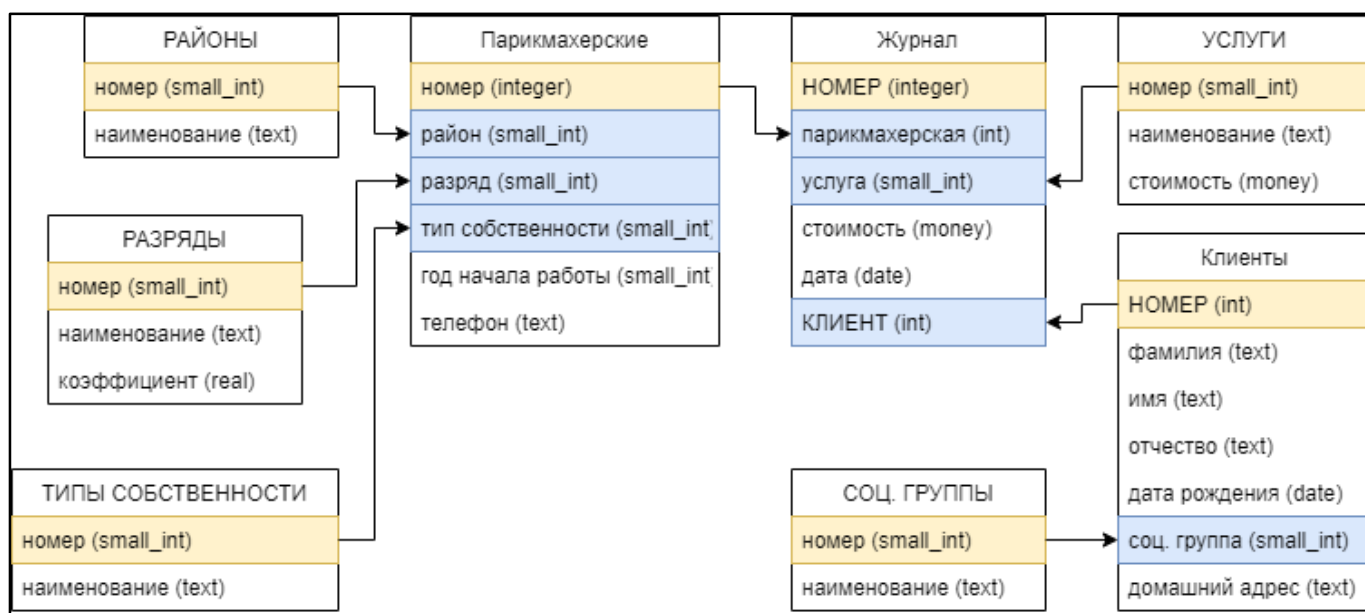 РАЙОНЫ
номер (small_int)
наименование (text)
Парикмахерские
номер (integer)
район (small_int)
разряд (small_int)
тип собственности (small_int)
год начала работы (small_int)
телефон (text)
Журнал
НОМЕР (integer)
парикмахерская (int)
услуга (small_int)
стоимость (money)
дата (date)
КЛИЕНТ (int)
УСЛУГИ
номер (small_int)
наименование (text)
стоимость (money)
РАЗРЯДЫ
номер (small_int)
наименование (text)
коэффициент (real)
Клиенты
НОМЕР (int)
фамилия (text)
имя (text)
отчество (text)
дата рождения (date)
соц. группа (small_int)
домашний адрес (text)
ТИПЫ СОБСТВЕННОСТИ
номер (small_int)
наименование (text)
СОЦ. ГРУППЫ
номер (small_int)
наименование (text)